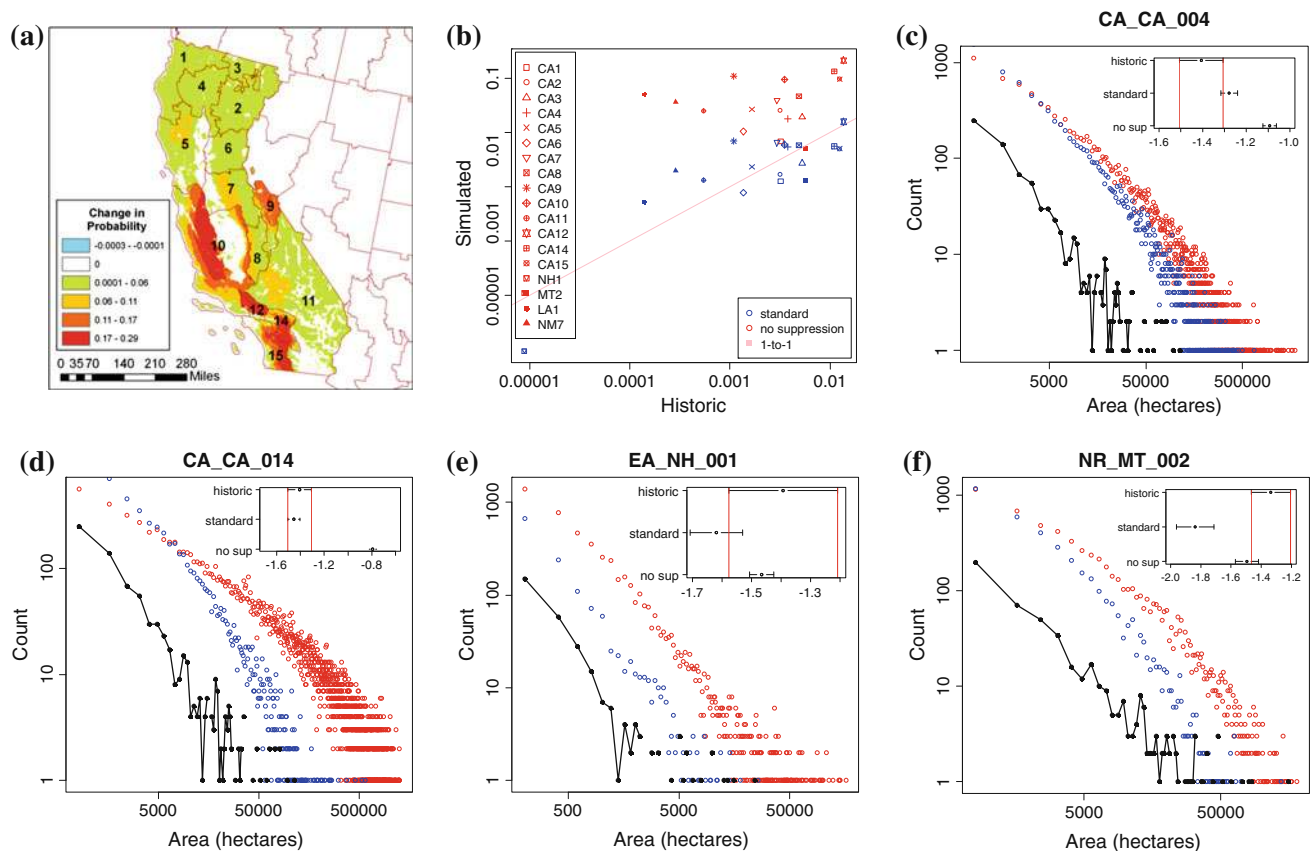 (a)
1
3
4
2
5
6
7
9
10
8
11
12
14
15
Change in
Probability
-0.0003 - -0.0001
0
0.0001 - 0.06
0.06 - 0.11
0.11 - 0.17
0.17 - 0.29
0 3570 140 210 280
Miles
(b)
Simulated
0.1
0.01
0.001
0.0001
0.00001
CA1
CA2
CA3
CA4
CA5
CA6
CA7
CA8
CA9
CA10
CA11
CA12
CA14
CA15
NH1
MT2
LA1
NM7
standard
no suppression
1-to-1
0.00001 0.0001 0.001 0.01
Historic
(c)
CA_CA_004
Count
1000
100
10
1
historic
standard
no sup
-1.6 -1.4 -1.2 -1.0
5000 50000 5000000
Area (hectares)
(d)
CA_CA_014
Count
100
10
1
historic
standard
no sup
-1.6 -1.2 -0.8
5000 50000 5000000
Area (hectares)
(e)
EA_NH_001
Count
1000
100
10
1
historic
standard
no sup
-1.7 -1.5 -1.3
500 5000 50000
Area (hectares)
(f)
NR_MT_002
Count
1000
100
10
1
historic
standard
no sup
-2.0 -1.8 -1.6 -1.4 -1.2
5000 50000
Area (hectares)